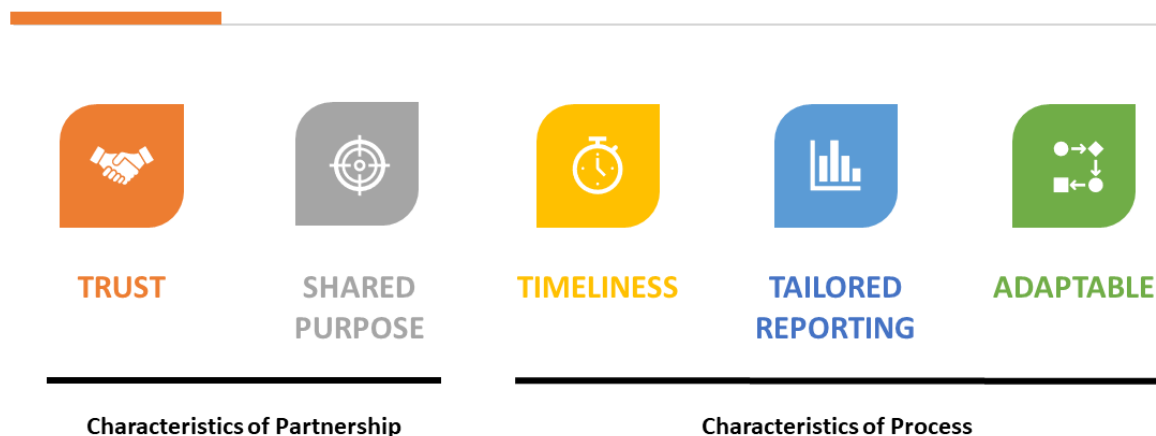 TRUST
SHARED
PURPOSE
TIMELINESS
TAILORED
REPORTING
ADAPTABLE
Characteristics of Partnership
Characteristics of Process